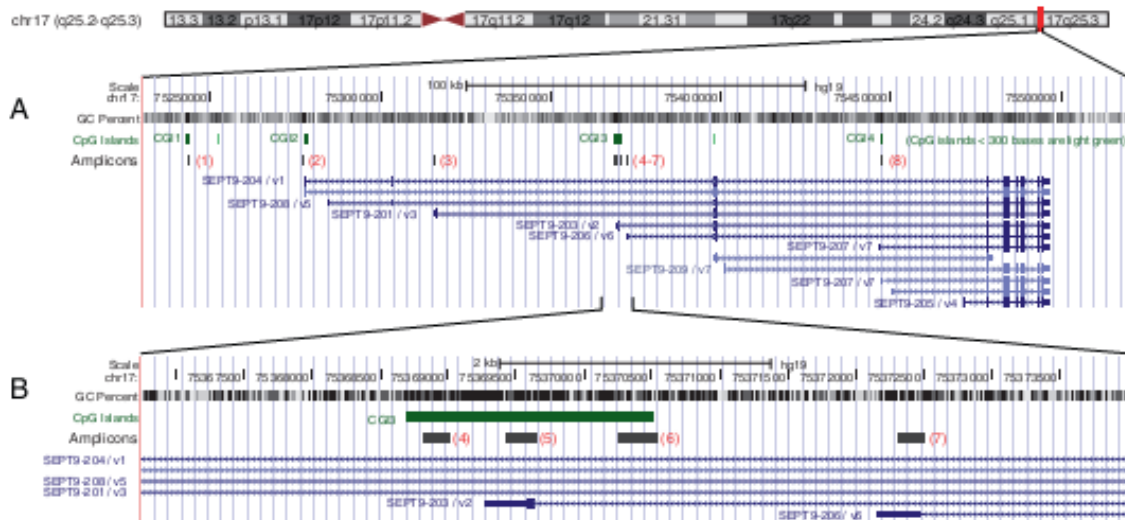 chr17 (q25.2-q25.3) 13.3 13.2 p13.1 17p12 17p11.2 17q11.2 17q12 21.31 17q22 24.2 q24.3 q25.1 17q25.3
A
Scale 100 kb hg19
chr17: 75250000 75300000 75350000 75400000 75450000 75500000
GC Percent
CpG Islands CGI1 CGI2 CGI3 CGI4 (CpG islands < 300 bases are light green)
Amplicons (1) (2) (3) (4-7) (8)
SEPT9-204 / v1
SEPT9-208 / v5
SEPT9-201 / v3
SEPT9-203 / v2
SEPT9-206 / v6
SEPT9-207 / v7
SEPT9-209 / v7
SEPT9-207 / v7
SEPT9-205 / v4
B
Scale 2 kb hg19
chr17: 75367500 75368000 75368500 75369000 75369500 75370000 75370500 75371000 75371500 75372000 75372500 75373000 75373500
GC Percent
CpG Islands CGI3
Amplicons (4) (5) (6) (7)
SEPT9-204 / v1
SEPT9-208 / v5
SEPT9-201 / v3
SEPT9-203 / v2
SEPT9-206 / v6